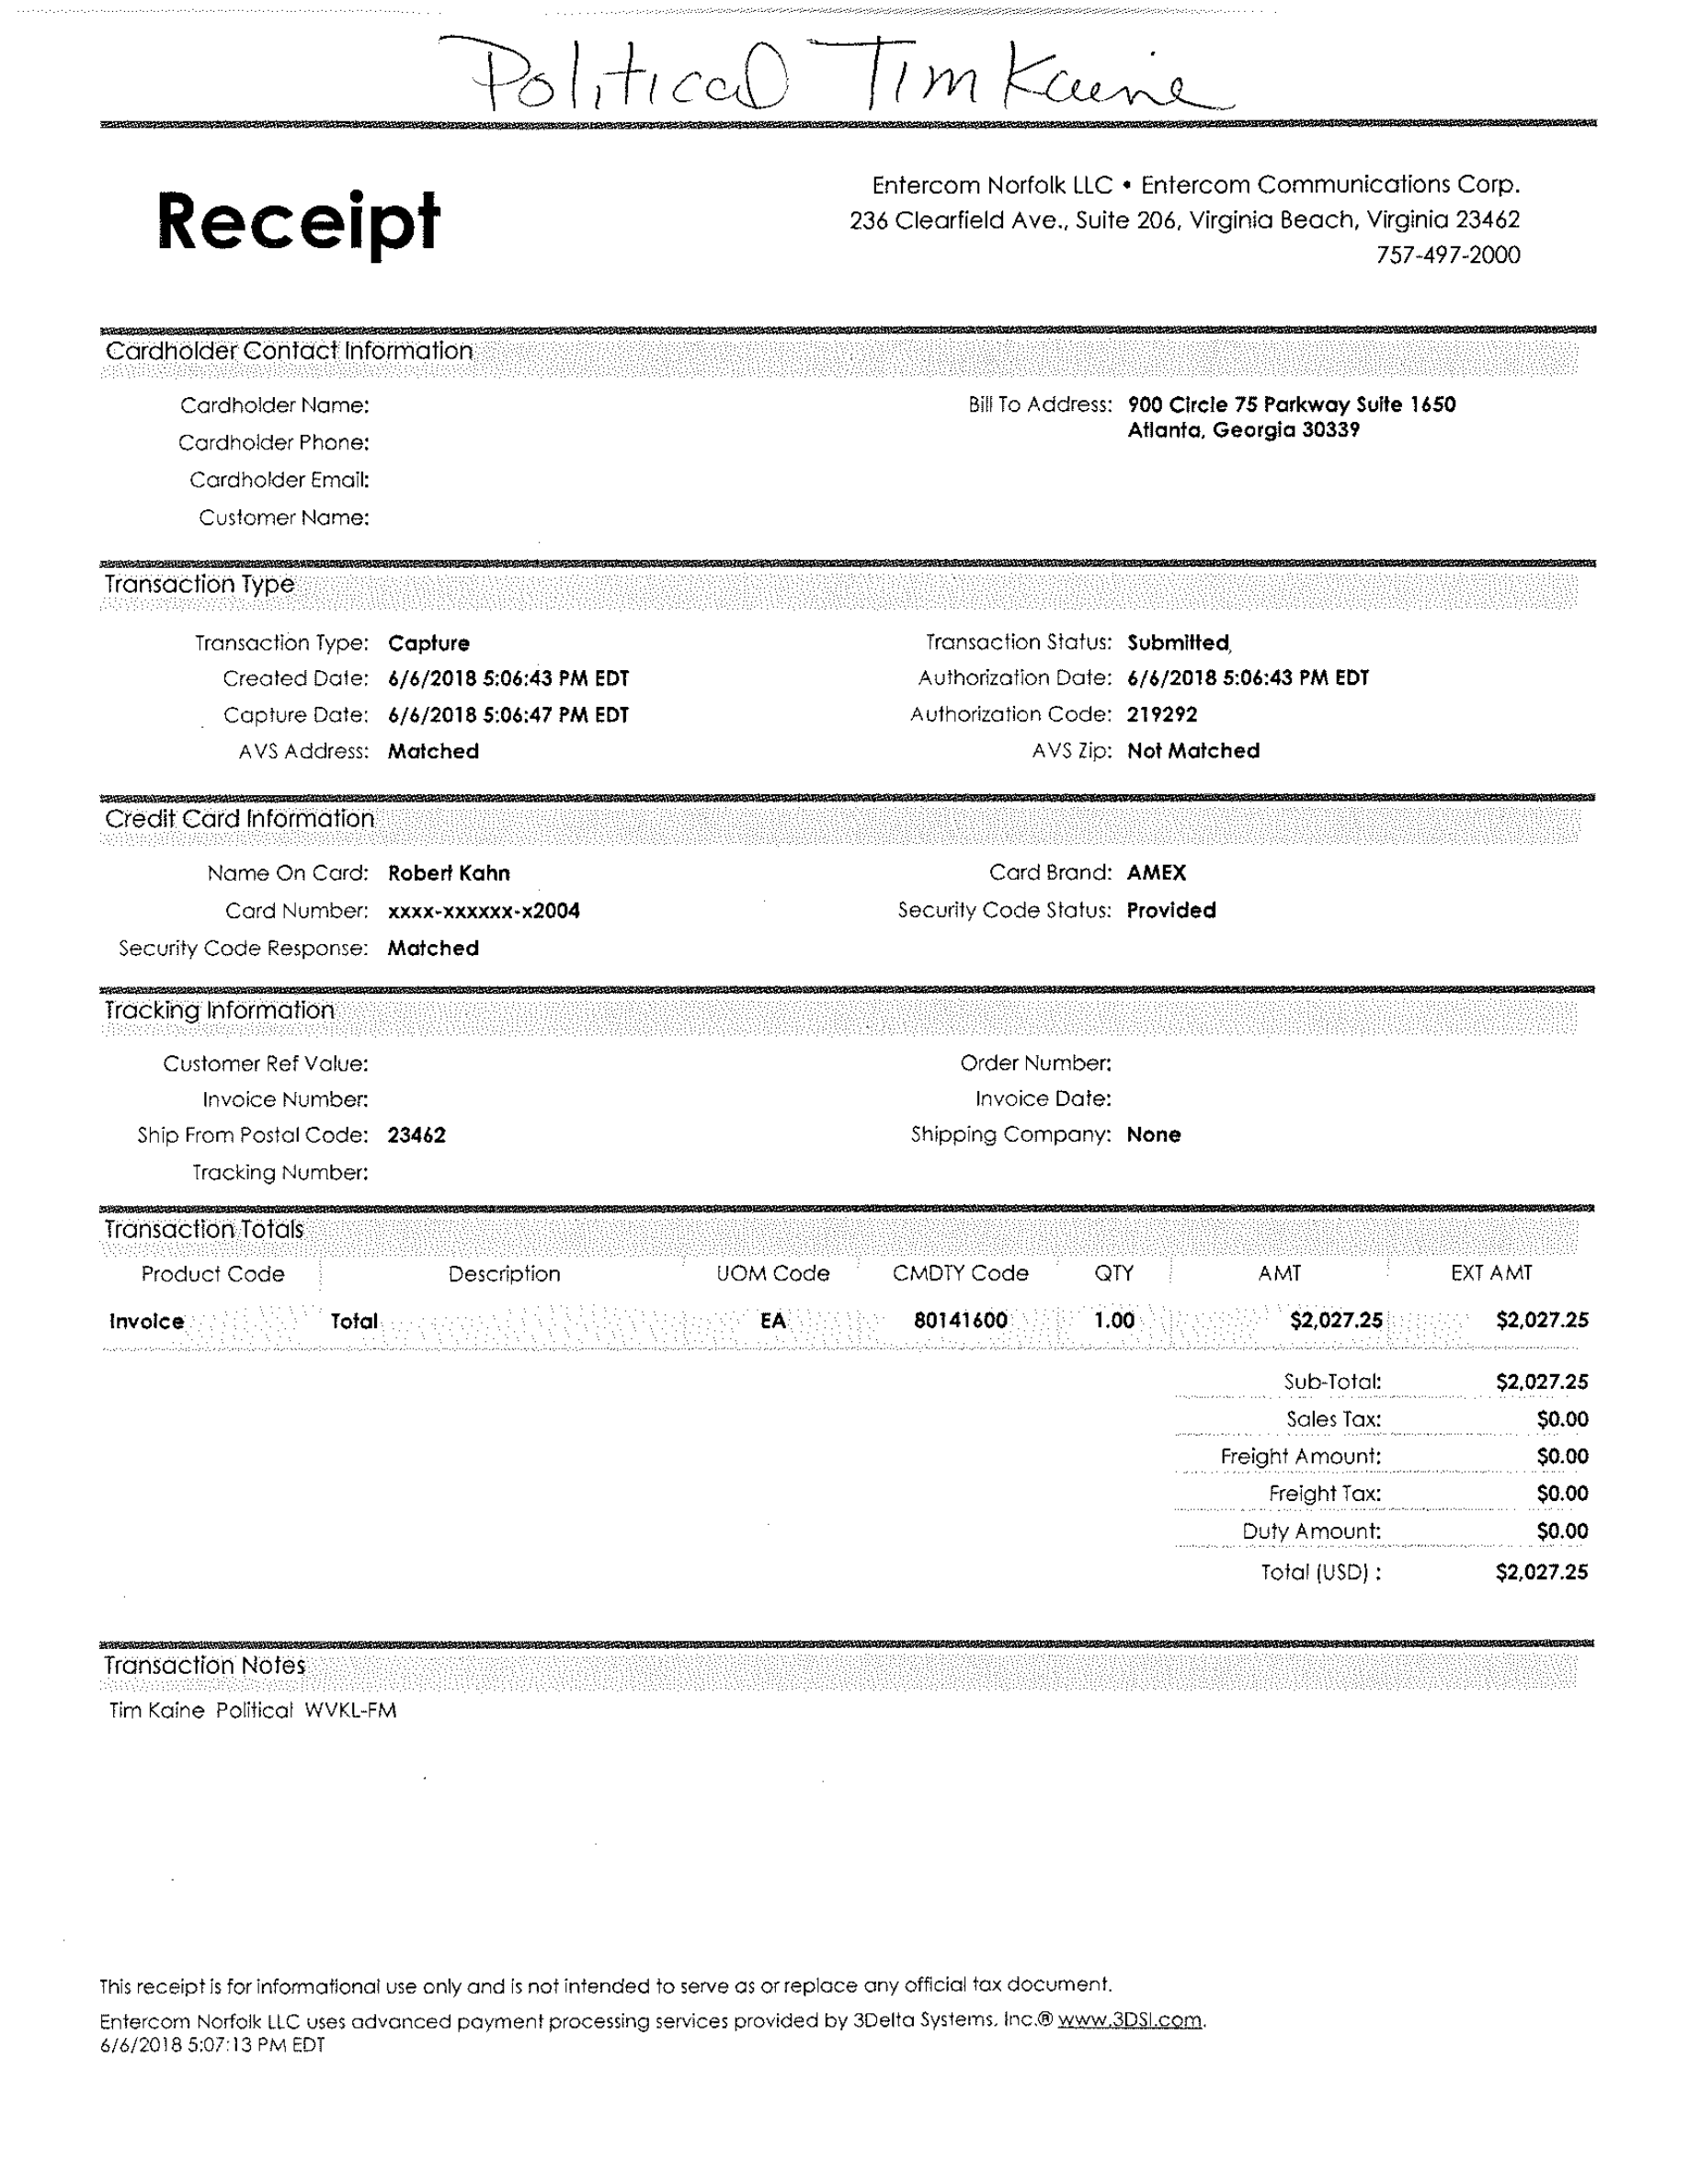 Political Tim Kaine
Receipt
Entercom Norfolk LLC • Entercom Communications Corp.
236 Clearfield Ave., Suite 206, Virginia Beach, Virginia 23462
757-497-2000
Cardholder Contact Information
Cardholder Name:
Bill To Address: 900 Circle 75 Parkway Suite 1650
Atlanta, Georgia 30339
Cardholder Phone:
Cardholder Email:
Customer Name:
Transaction Type
Transaction Type: Capture Transaction Status: Submitted
Created Date: 6/6/2018 5:06:43 PM EDT Authorization Date: 6/6/2018 5:06:43 PM EDT
Capture Date: 6/6/2018 5:06:47 PM EDT Authorization Code: 219292
AVS Address: Matched AVS Zip: Not Matched
Credit Card Information
Name On Card: Robert Kahn Card Brand: AMEX
Card Number: xxxx-xxxxxx-x2004 Security Code Status: Provided
Security Code Response: Matched
Tracking Information
Customer Ref Value: Order Number:
Invoice Number: Invoice Date:
Ship From Postal Code: 23462 Shipping Company: None
Tracking Number:
Transaction Totals
Product Code Description UOM Code CMDTY Code QTY AMT EXT AMT
Invoice Total EA 80141600 1.00 $2,027.25 $2,027.25
Sub-Total: $2,027.25
Sales Tax: $0.00
Freight Amount: $0.00
Freight Tax: $0.00
Duty Amount: $0.00
Total (USD) : $2,027.25
Transaction Notes
Tim Kaine Political WVKL-FM
This receipt is for informational use only and is not intended to serve as or replace any official tax document.
Entercom Norfolk LLC uses advanced payment processing services provided by 3Delta Systems, Inc.® www.3DSI.com.
6/6/2018 5:07:13 PM EDT